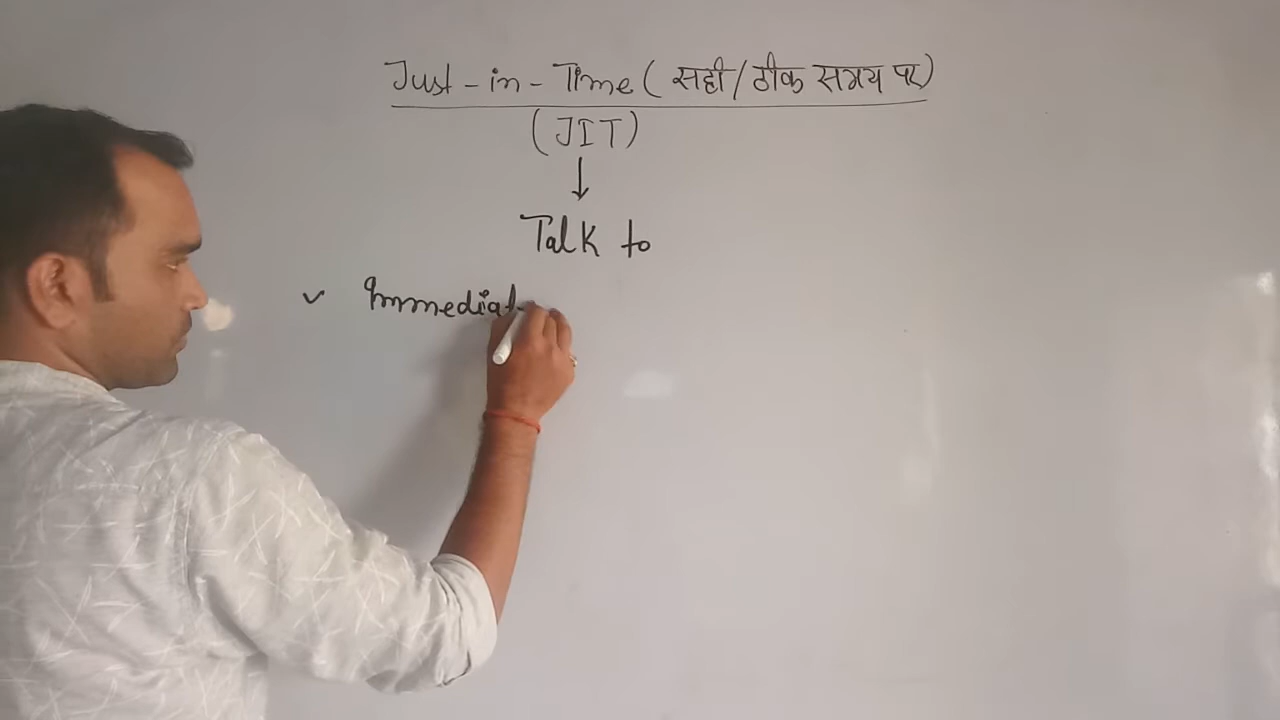 Just-in-Time (सही/ठीक समय पर)
(JIT)
↓
Talk to
✓ Immediat